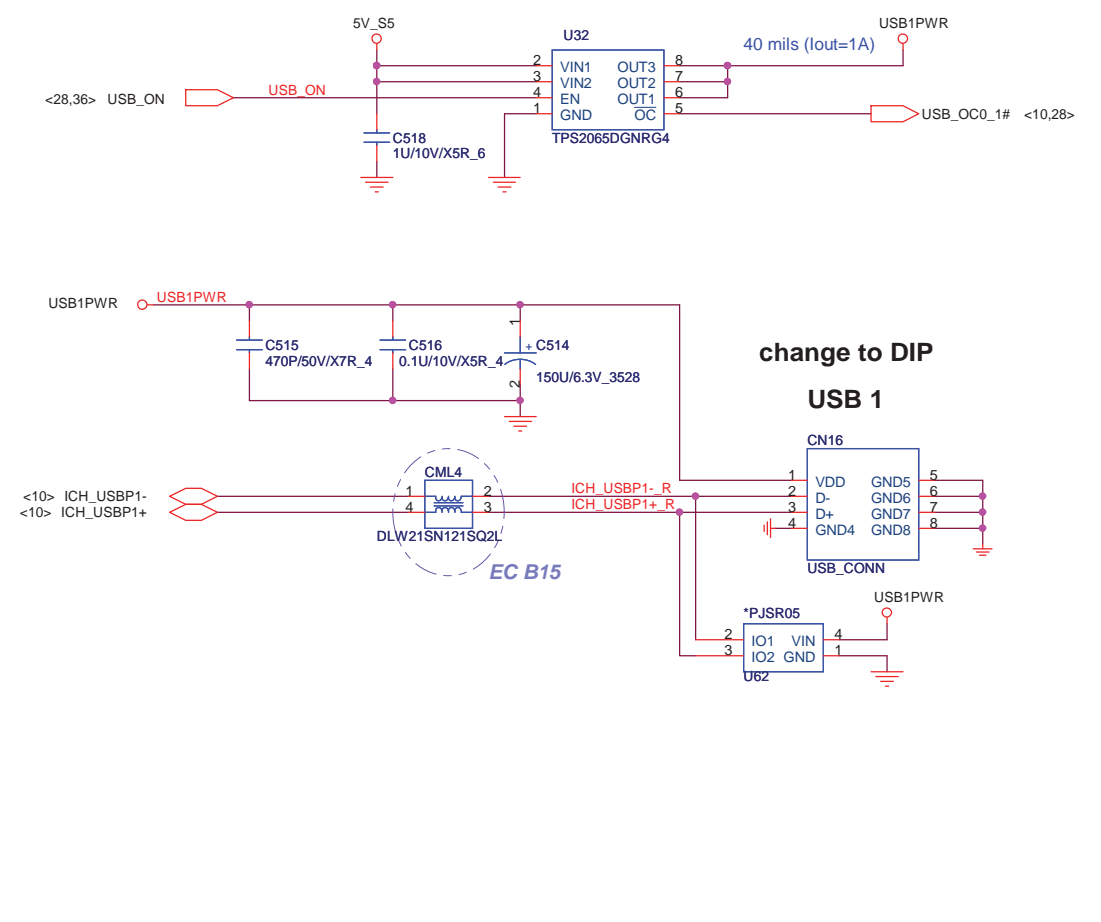 5V_S5
U32
USB1PWR
40 mils (Iout=1A)
2 VIN1 OUT3 8
3 VIN2 OUT2 7
<28,36> USB_ON USB_ON 4 EN OUT1 6
1 GND OC 5 USB_OC0_1# <10,28>
C518
1U/10V/X5R_6
TPS2065DGNRG4
USB1PWR USB1PWR
1
C515 C516 + C514
470P/50V/X7R_4 0.1U/10V/X5R_4
150U/6.3V_3528
2
change to DIP
USB 1
CN16
CML4
1 VDD GND5 5
<10> ICH_USBP1- 1 2 ICH_USBP1-_R 2 D- GND6 6
<10> ICH_USBP1+ 4 3 ICH_USBP1+_R 3 D+ GND7 7
4 GND4 GND8 8
DLW21SN121SQ2L
EC B15
USB_CONN
USB1PWR
*PJSR05
2 IO1 VIN 4
3 IO2 GND 1
U62